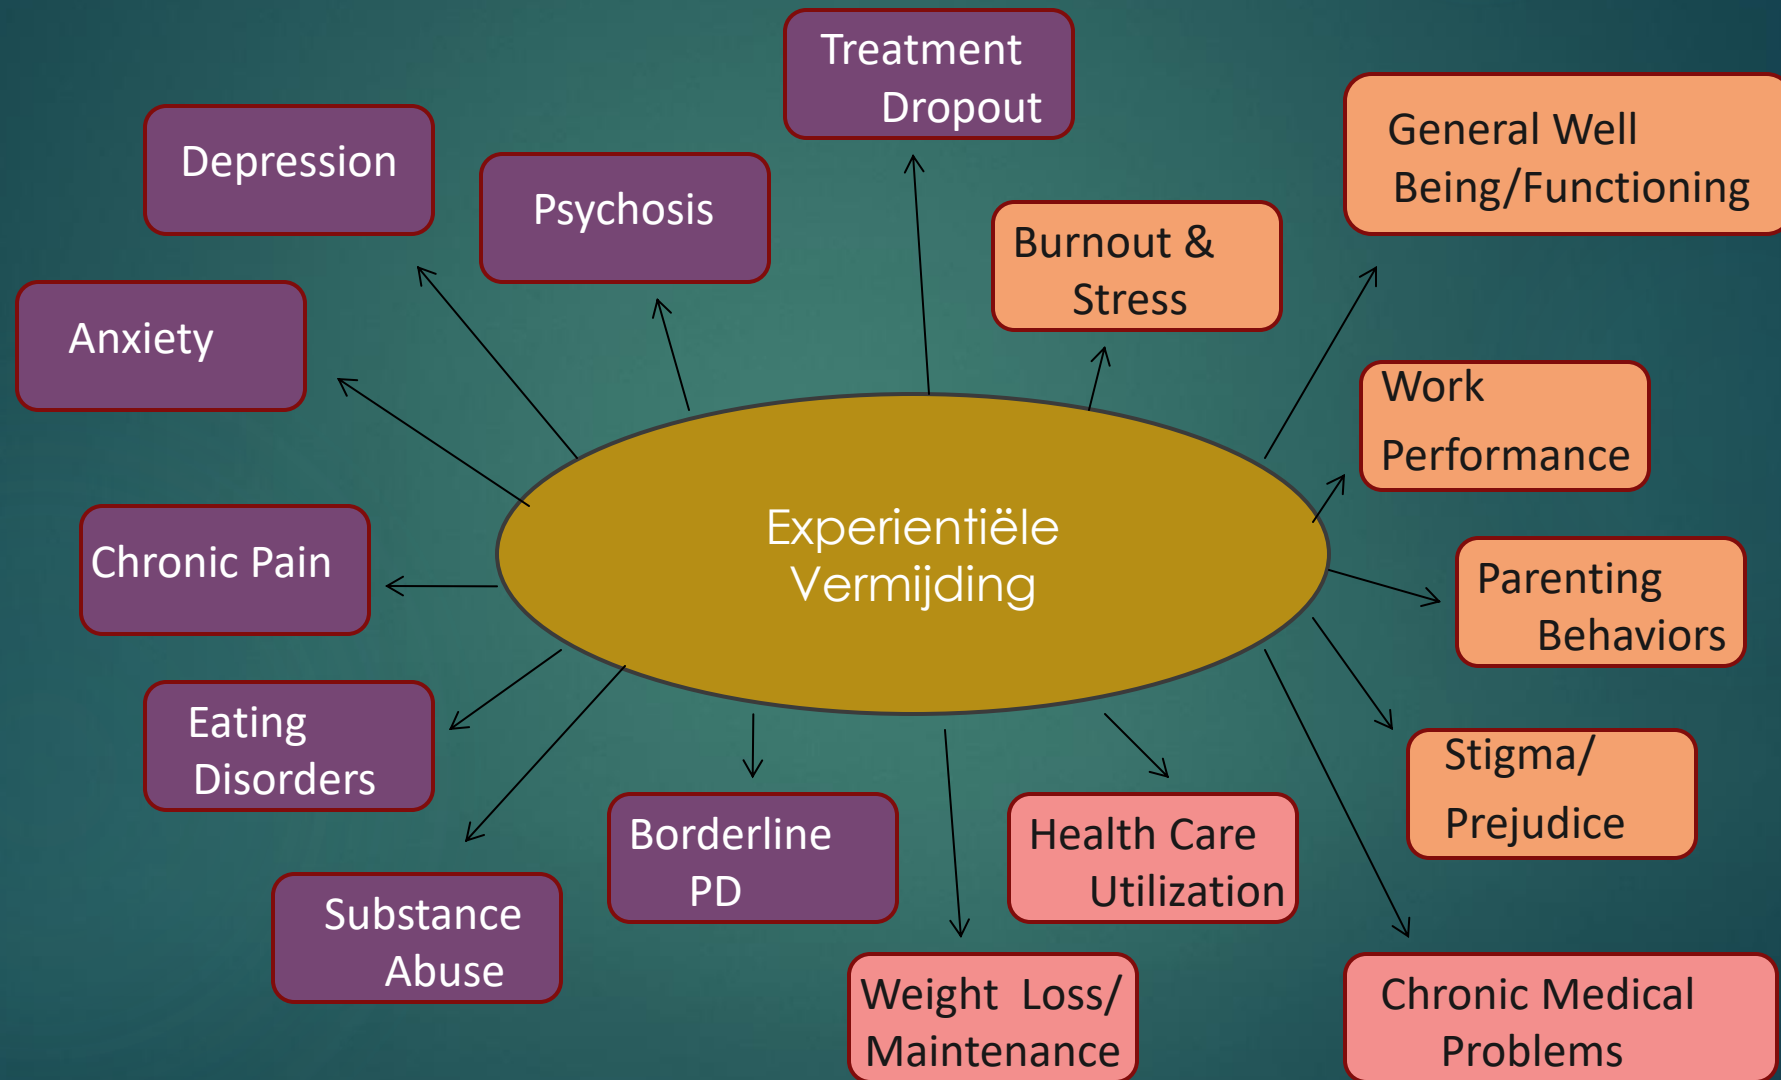 Treatment
Dropout
Depression
Psychosis
General Well
Being/Functioning
Burnout &
Stress
Anxiety
Work
Performance
Experientiële
Vermijding
Chronic Pain
Parenting
Behaviors
Eating
Disorders
Stigma/
Prejudice
Borderline
PD
Health Care
Utilization
Substance
Abuse
Weight Loss/
Maintenance
Chronic Medical
Problems